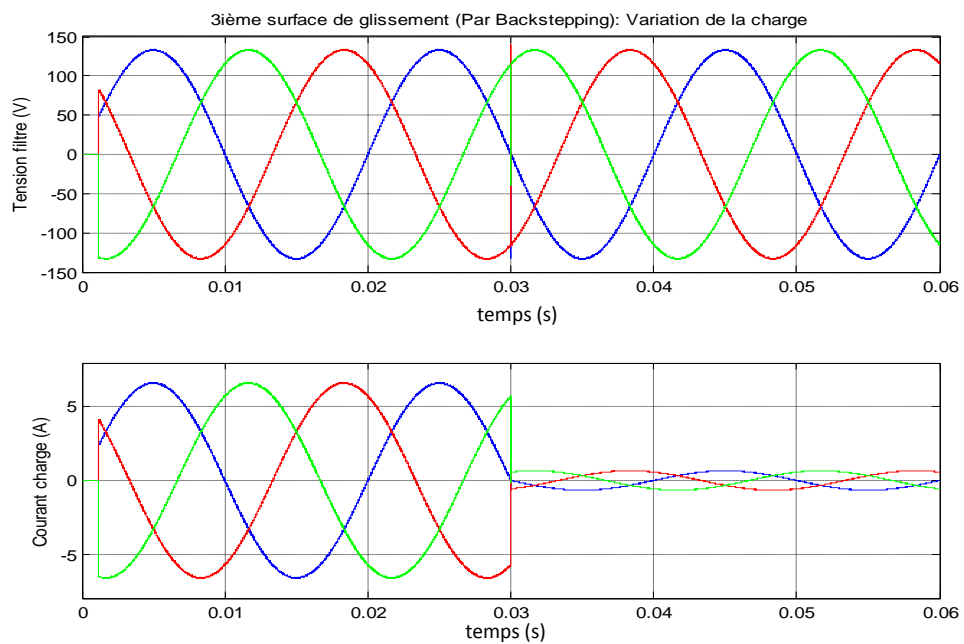 3ième surface de glissement (Par Backstepping): Variation de la charge
150
100
50
0
-50
-100
-150
Tension filtre (V)
0 0.01 0.02 0.03 0.04 0.05 0.06
temps (s)
5
0
-5
Courant charge (A)
0 0.01 0.02 0.03 0.04 0.05 0.06
temps (s)